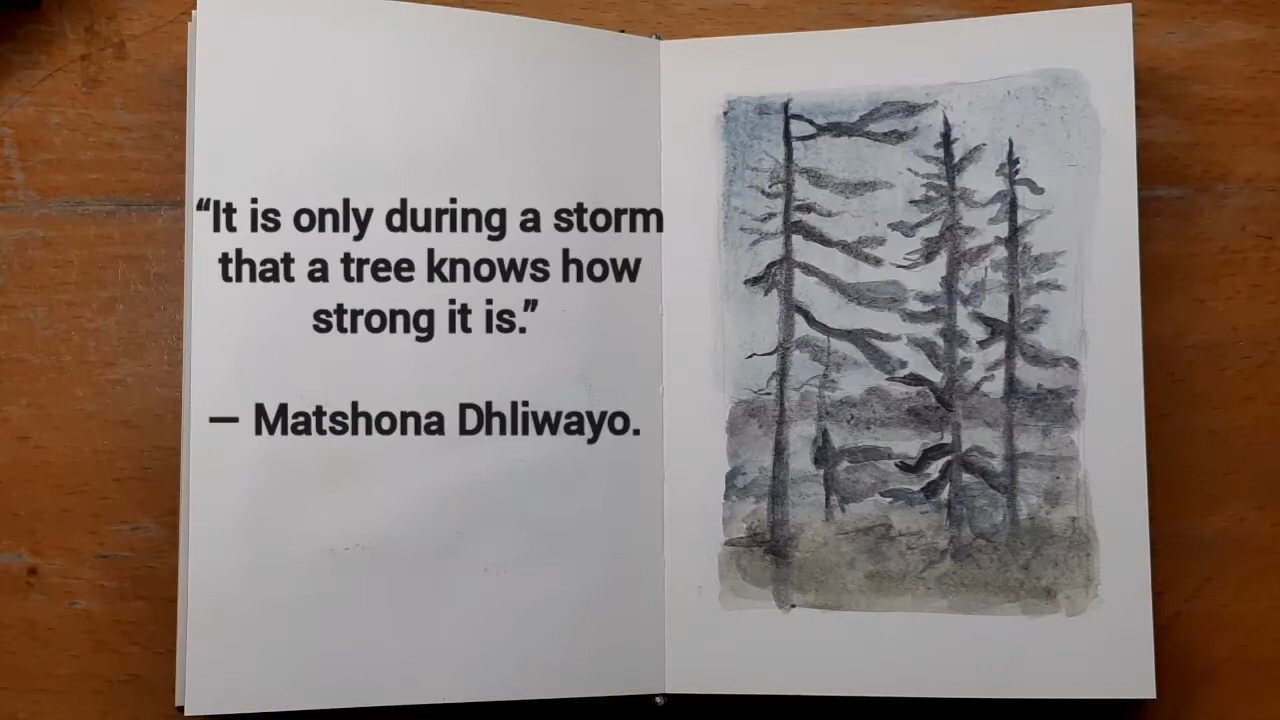 “It is only during a storm
that a tree knows how
strong it is.”
— Matshona Dhliwayo.